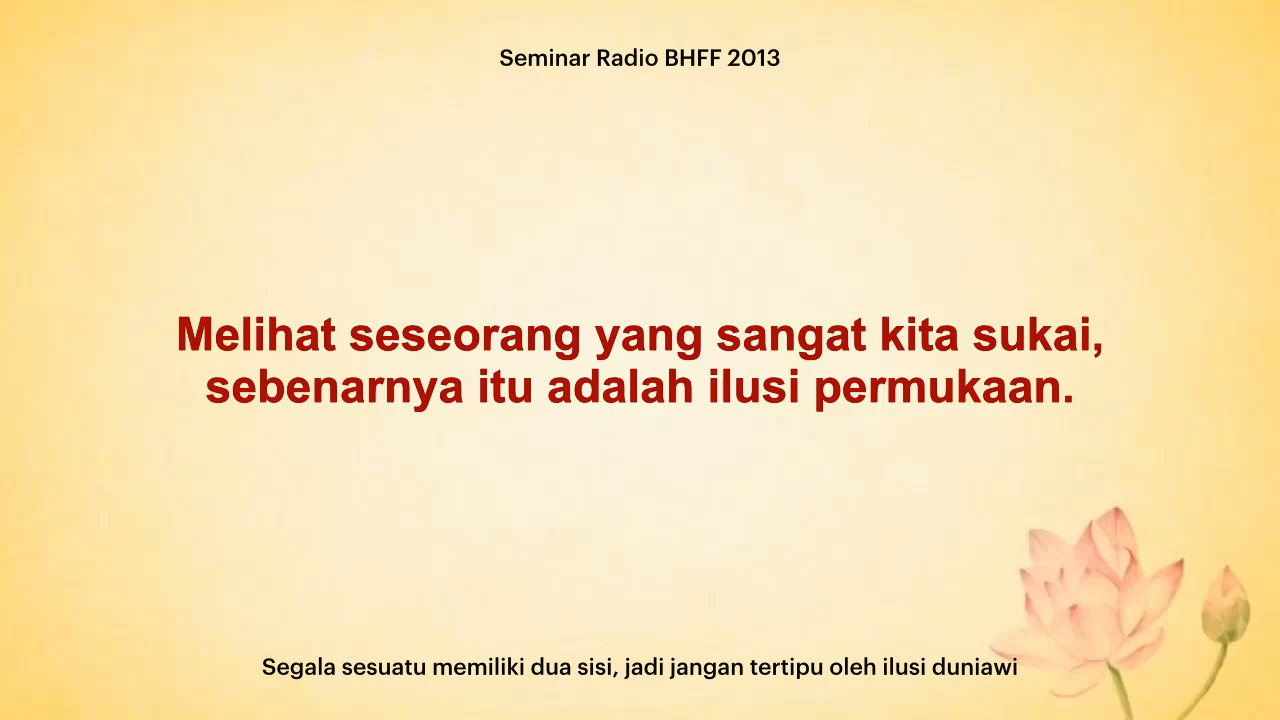 Seminar Radio BHFF 2013
Melihat seseorang yang sangat kita sukai,
sebenarnya itu adalah ilusi permukaan.
Segala sesuatu memiliki dua sisi, jadi jangan tertipu oleh ilusi duniawi